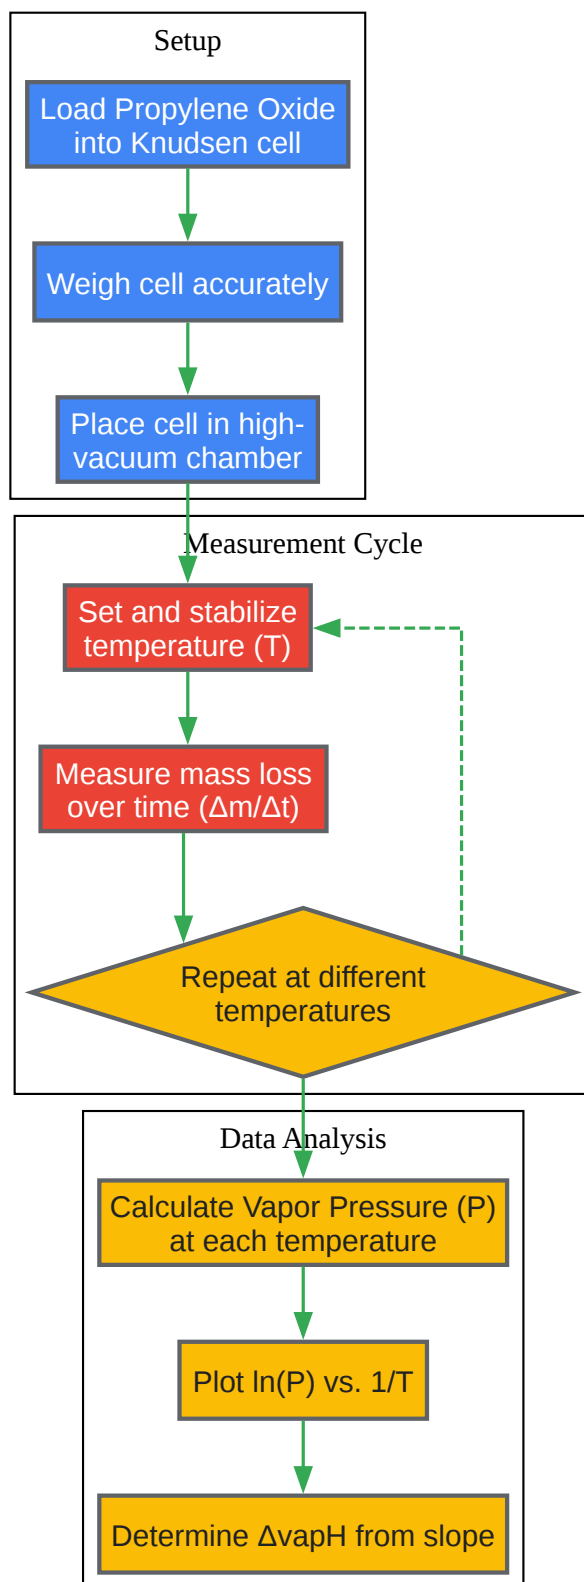 Setup
Load Propylene Oxide
into Knudsen cell
Weigh cell accurately
Place cell in high-
vacuum chamber
Measurement Cycle
Set and stabilize
temperature (T)
Measure mass loss
over time (Δm/Δt)
Repeat at different
temperatures
Data Analysis
Calculate Vapor Pressure (P)
at each temperature
Plot ln(P) vs. 1/T
Determine ΔvapH from slope